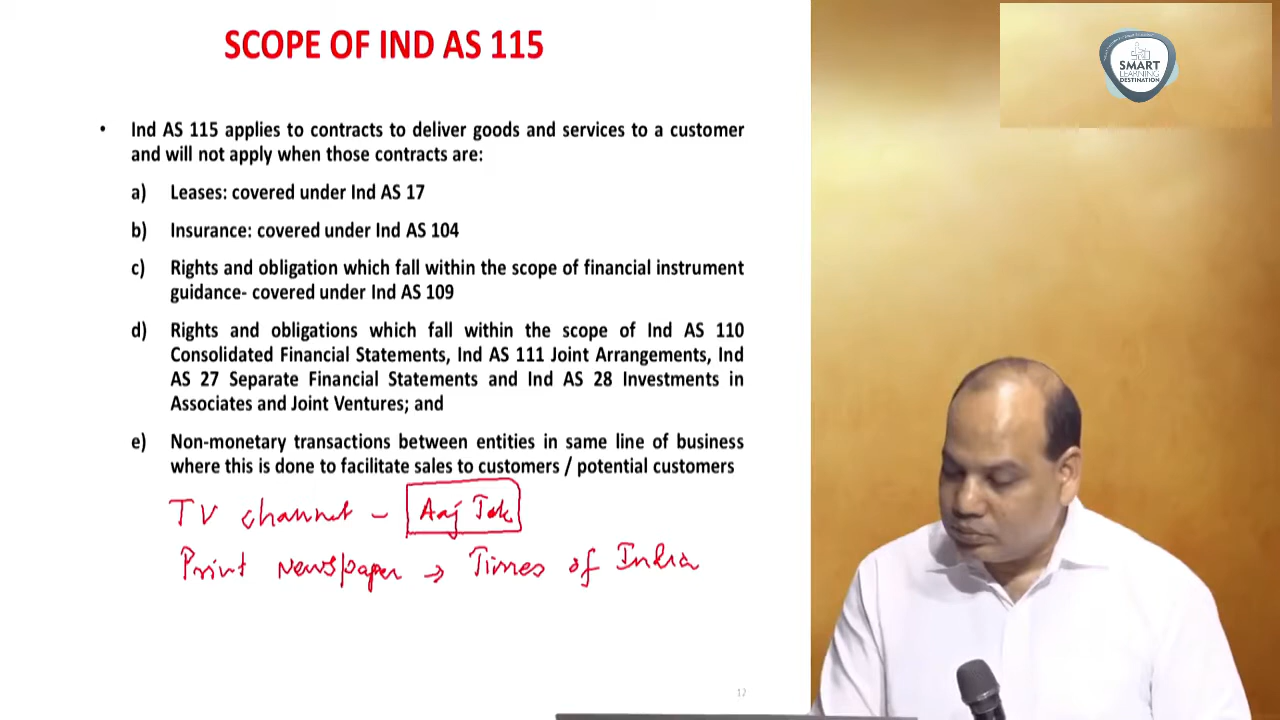 SCOPE OF IND AS 115
SMART
LEARNING
DESTINATION
• Ind AS 115 applies to contracts to deliver goods and services to a customer
and will not apply when those contracts are:
a) Leases: covered under Ind AS 17
b) Insurance: covered under Ind AS 104
c) Rights and obligation which fall within the scope of financial instrument
guidance- covered under Ind AS 109
d) Rights and obligations which fall within the scope of Ind AS 110
Consolidated Financial Statements, Ind AS 111 Joint Arrangements, Ind
AS 27 Separate Financial Statements and Ind AS 28 Investments in
Associates and Joint Ventures; and
e) Non-monetary transactions between entities in same line of business
where this is done to facilitate sales to customers / potential customers
TV channel - Aaj Tak
Print Newspaper → Times of India
12